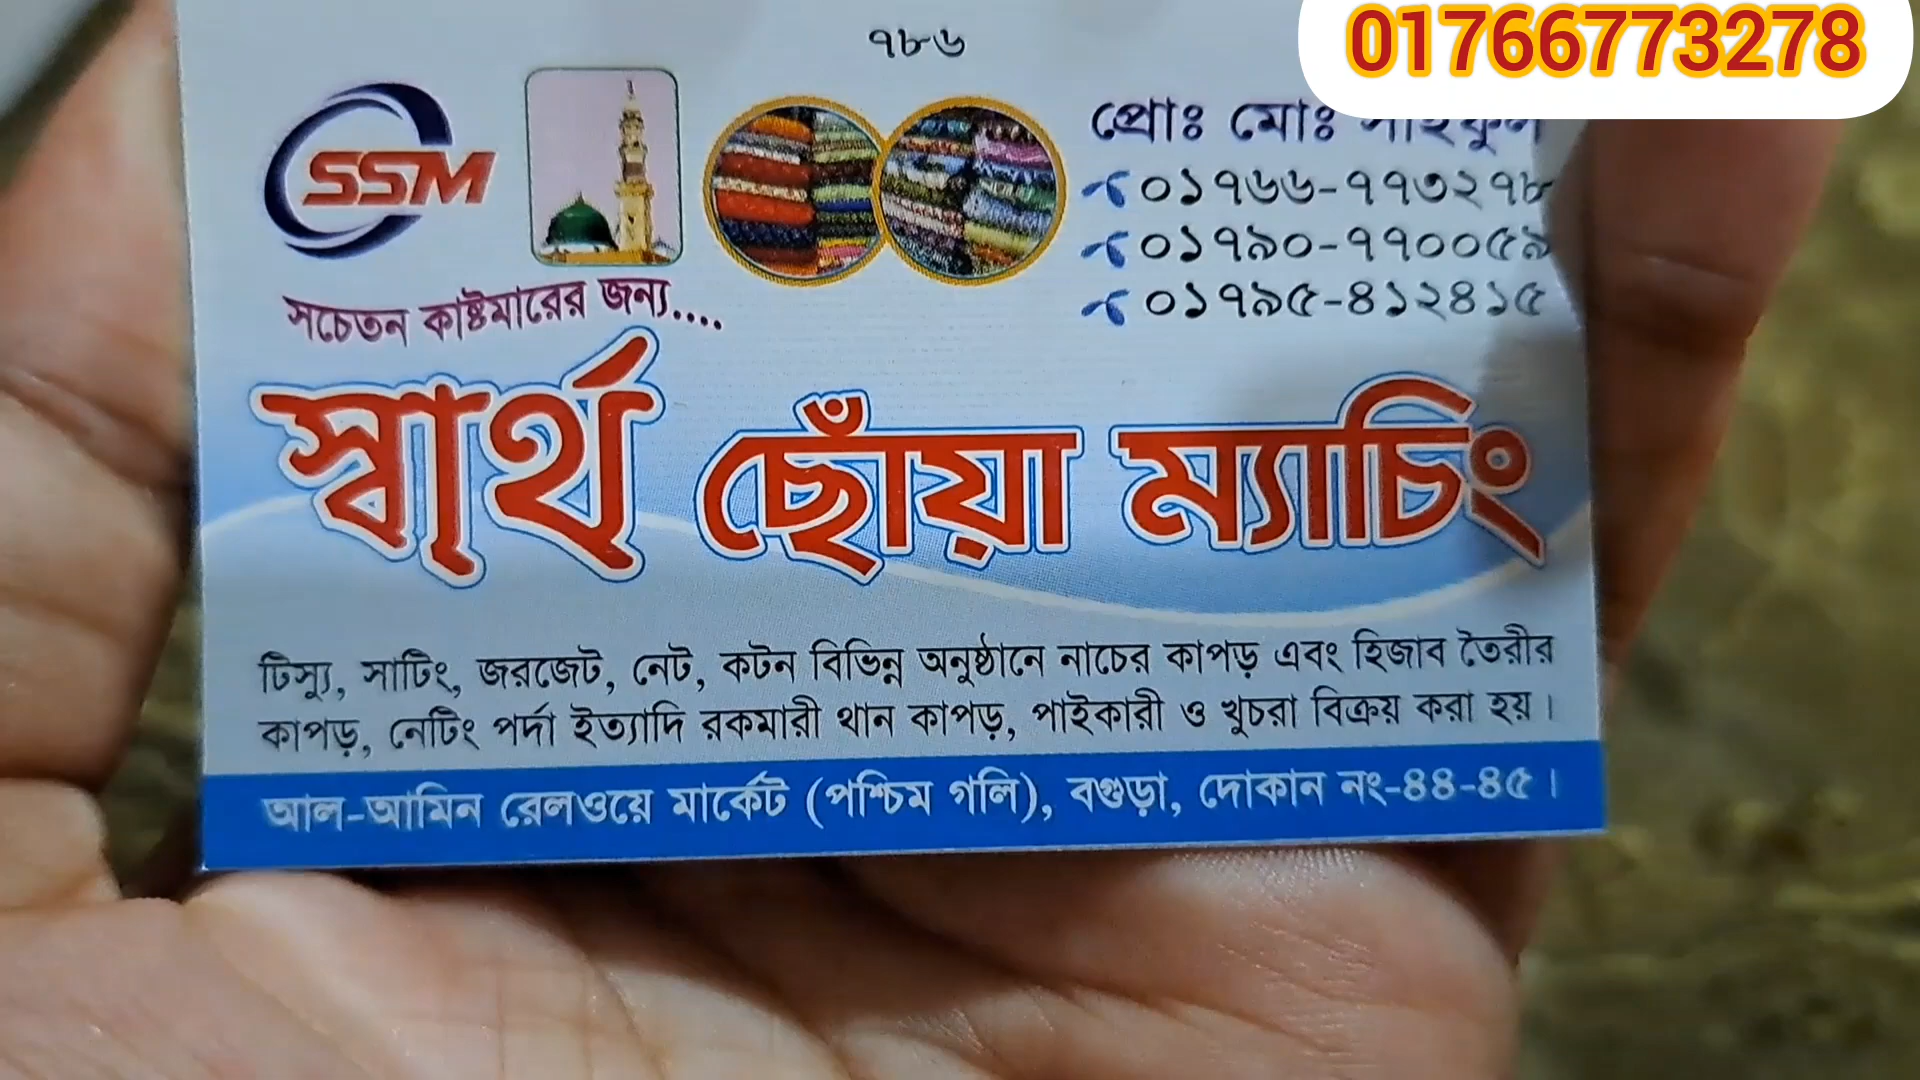 01766773278
৭৮৬
SSM
প্রোঃ মোঃ
০১৭৬৬-৭৭৩২৭৮
০১৭৯০-৭৭০০৫৯
০১৭৯৫-৪১২৪১৫
সচেতন কাষ্টমারের জন্য....
স্বার্থ ছোঁয়া ম্যাচিং
টিস্যু, সাটিং, জরজেট, নেট, কটন বিভিন্ন অনুষ্ঠানে নাচের কাপড় এবং হিজাব তৈরীর
কাপড়, নেটিং পর্দা ইত্যাদি রকমারী থান কাপড়, পাইকারী ও খুচরা বিক্রয় করা হয়।
আল-আমিন রেলওয়ে মার্কেট (পশ্চিম গলি), বগুড়া, দোকান নং-৪৪-৪৫।